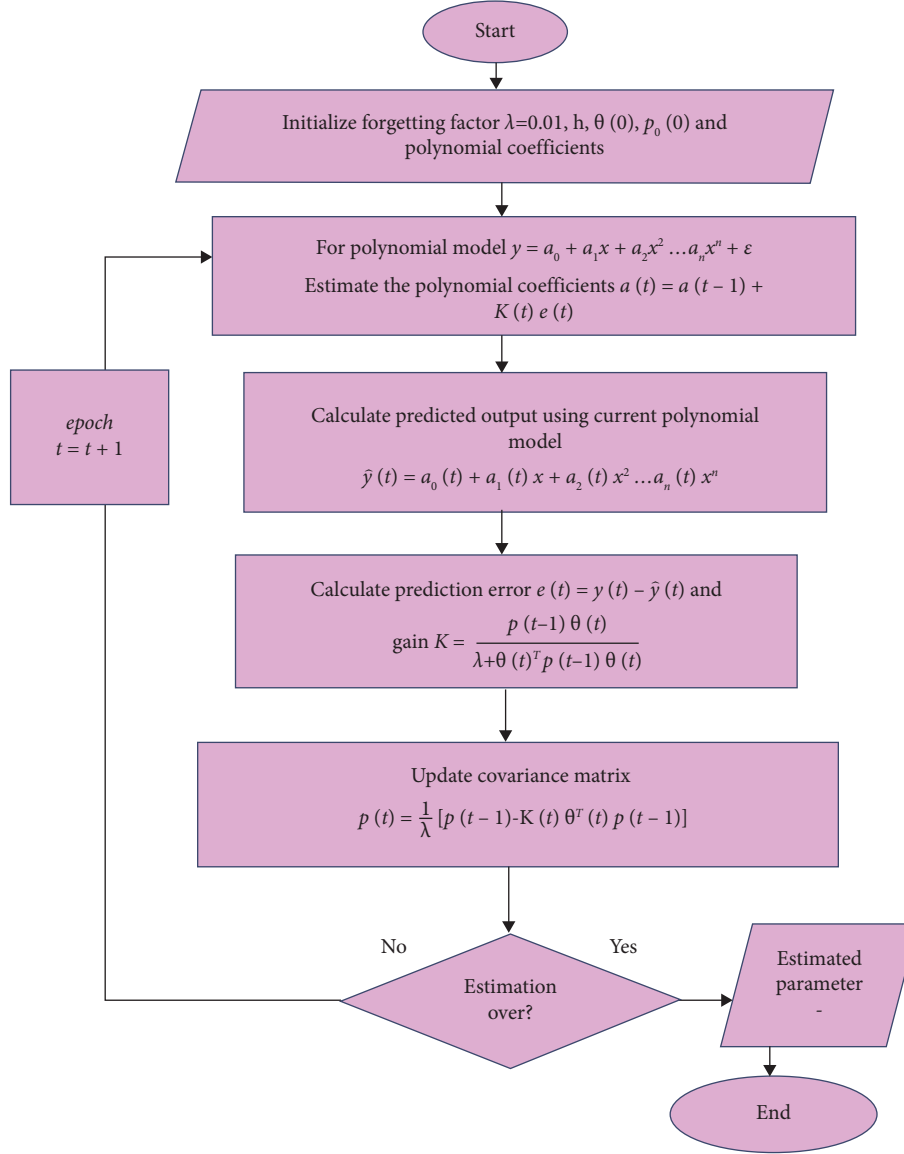 Start
Initialize forgetting factor λ=0.01, h, θ (0), p₀ (0) and
polynomial coefficients
For polynomial model y = a₀ + a₁x + a₂x² …aₙxⁿ + ε
Estimate the polynomial coefficients a (t) = a (t – 1) +
K (t) e (t)
epoch
t = t + 1
Calculate predicted output using current polynomial
model
ŷ (t) = a₀ (t) + a₁ (t) x + a₂ (t) x² …aₙ (t) xⁿ
Calculate prediction error e (t) = y (t) – ŷ (t) and
p (t–1) θ (t)
gain K =
λ+θ (t)ᵀ p (t–1) θ (t)
Update covariance matrix
p (t) = 1/λ [p (t – 1)-K (t) θᵀ (t) p (t – 1)]
No
Yes
Estimation
over?
Estimated
parameter
-
End